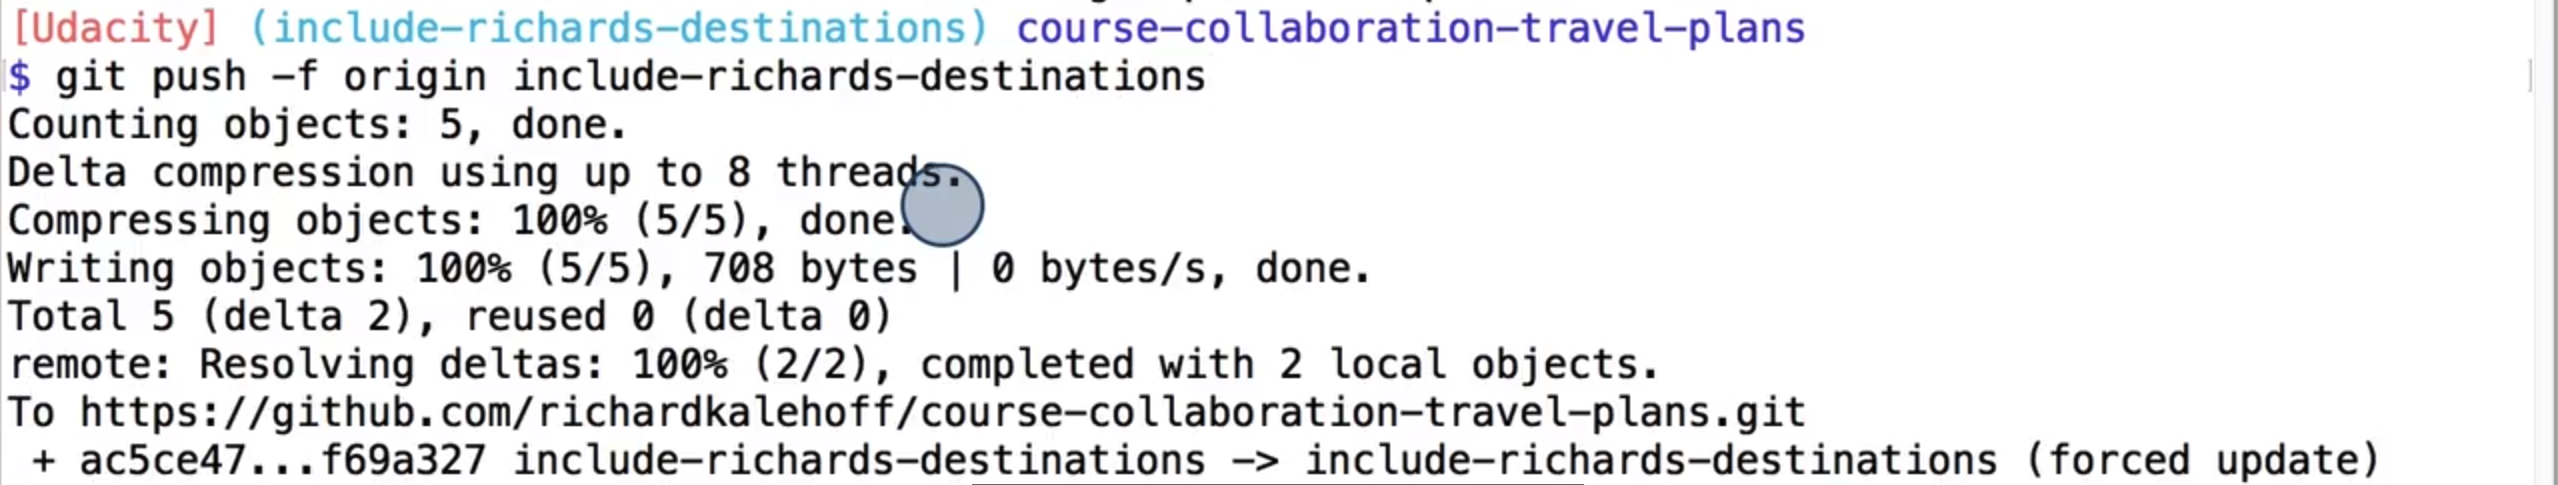 [Udacity] (include-richards-destinations) course-collaboration-travel-plans
$ git push -f origin include-richards-destinations
Counting objects: 5, done.
Delta compression using up to 8 threads.
Compressing objects: 100% (5/5), done.
Writing objects: 100% (5/5), 708 bytes | 0 bytes/s, done.
Total 5 (delta 2), reused 0 (delta 0)
remote: Resolving deltas: 100% (2/2), completed with 2 local objects.
To https://github.com/richardkalehoff/course-collaboration-travel-plans.git
 + ac5ce47...f69a327 include-richards-destinations -> include-richards-destinations (forced update)